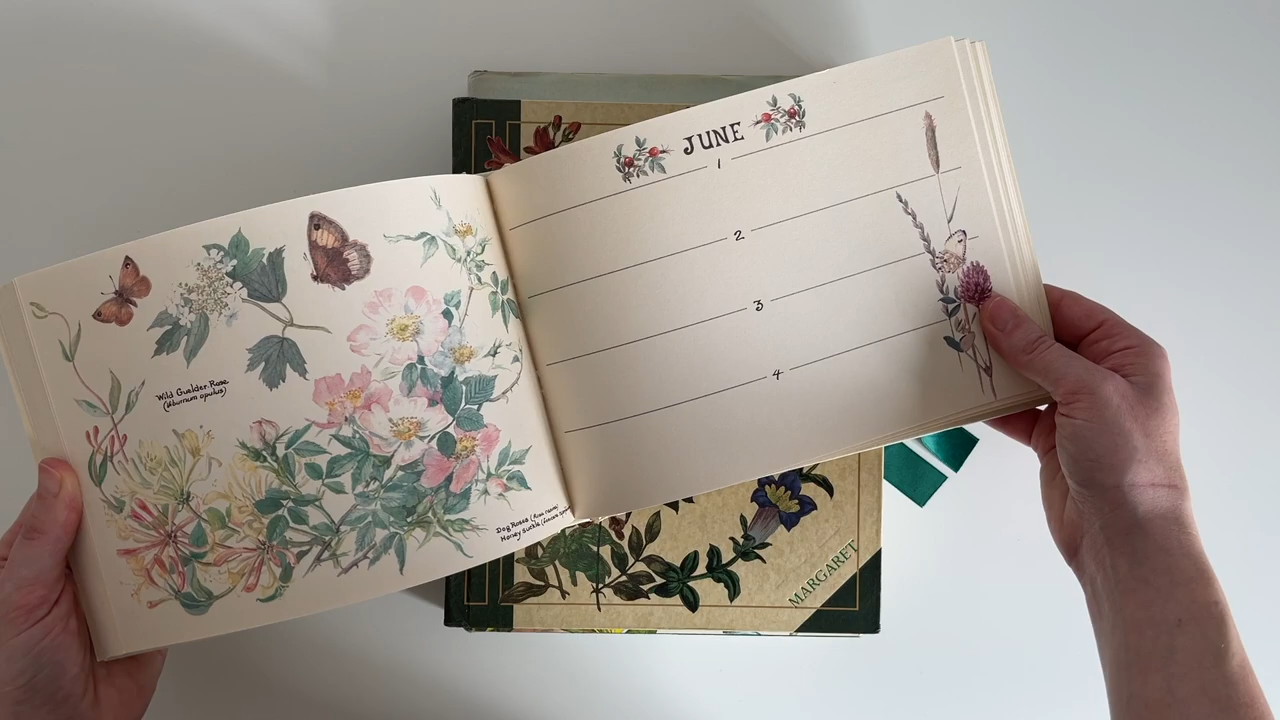 Wild Guelder-Rose
(Viburnum opulus)
Dog Roses (Rosa canina)
Honey suckle
JUNE
1
2
3
4
MARGARET